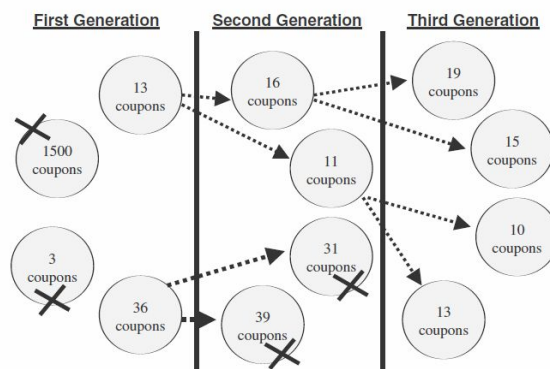 First Generation
Second Generation
Third Generation
13
coupons
1500
coupons
3
coupons
36
coupons
16
coupons
11
coupons
31
coupons
39
coupons
19
coupons
15
coupons
10
coupons
13
coupons